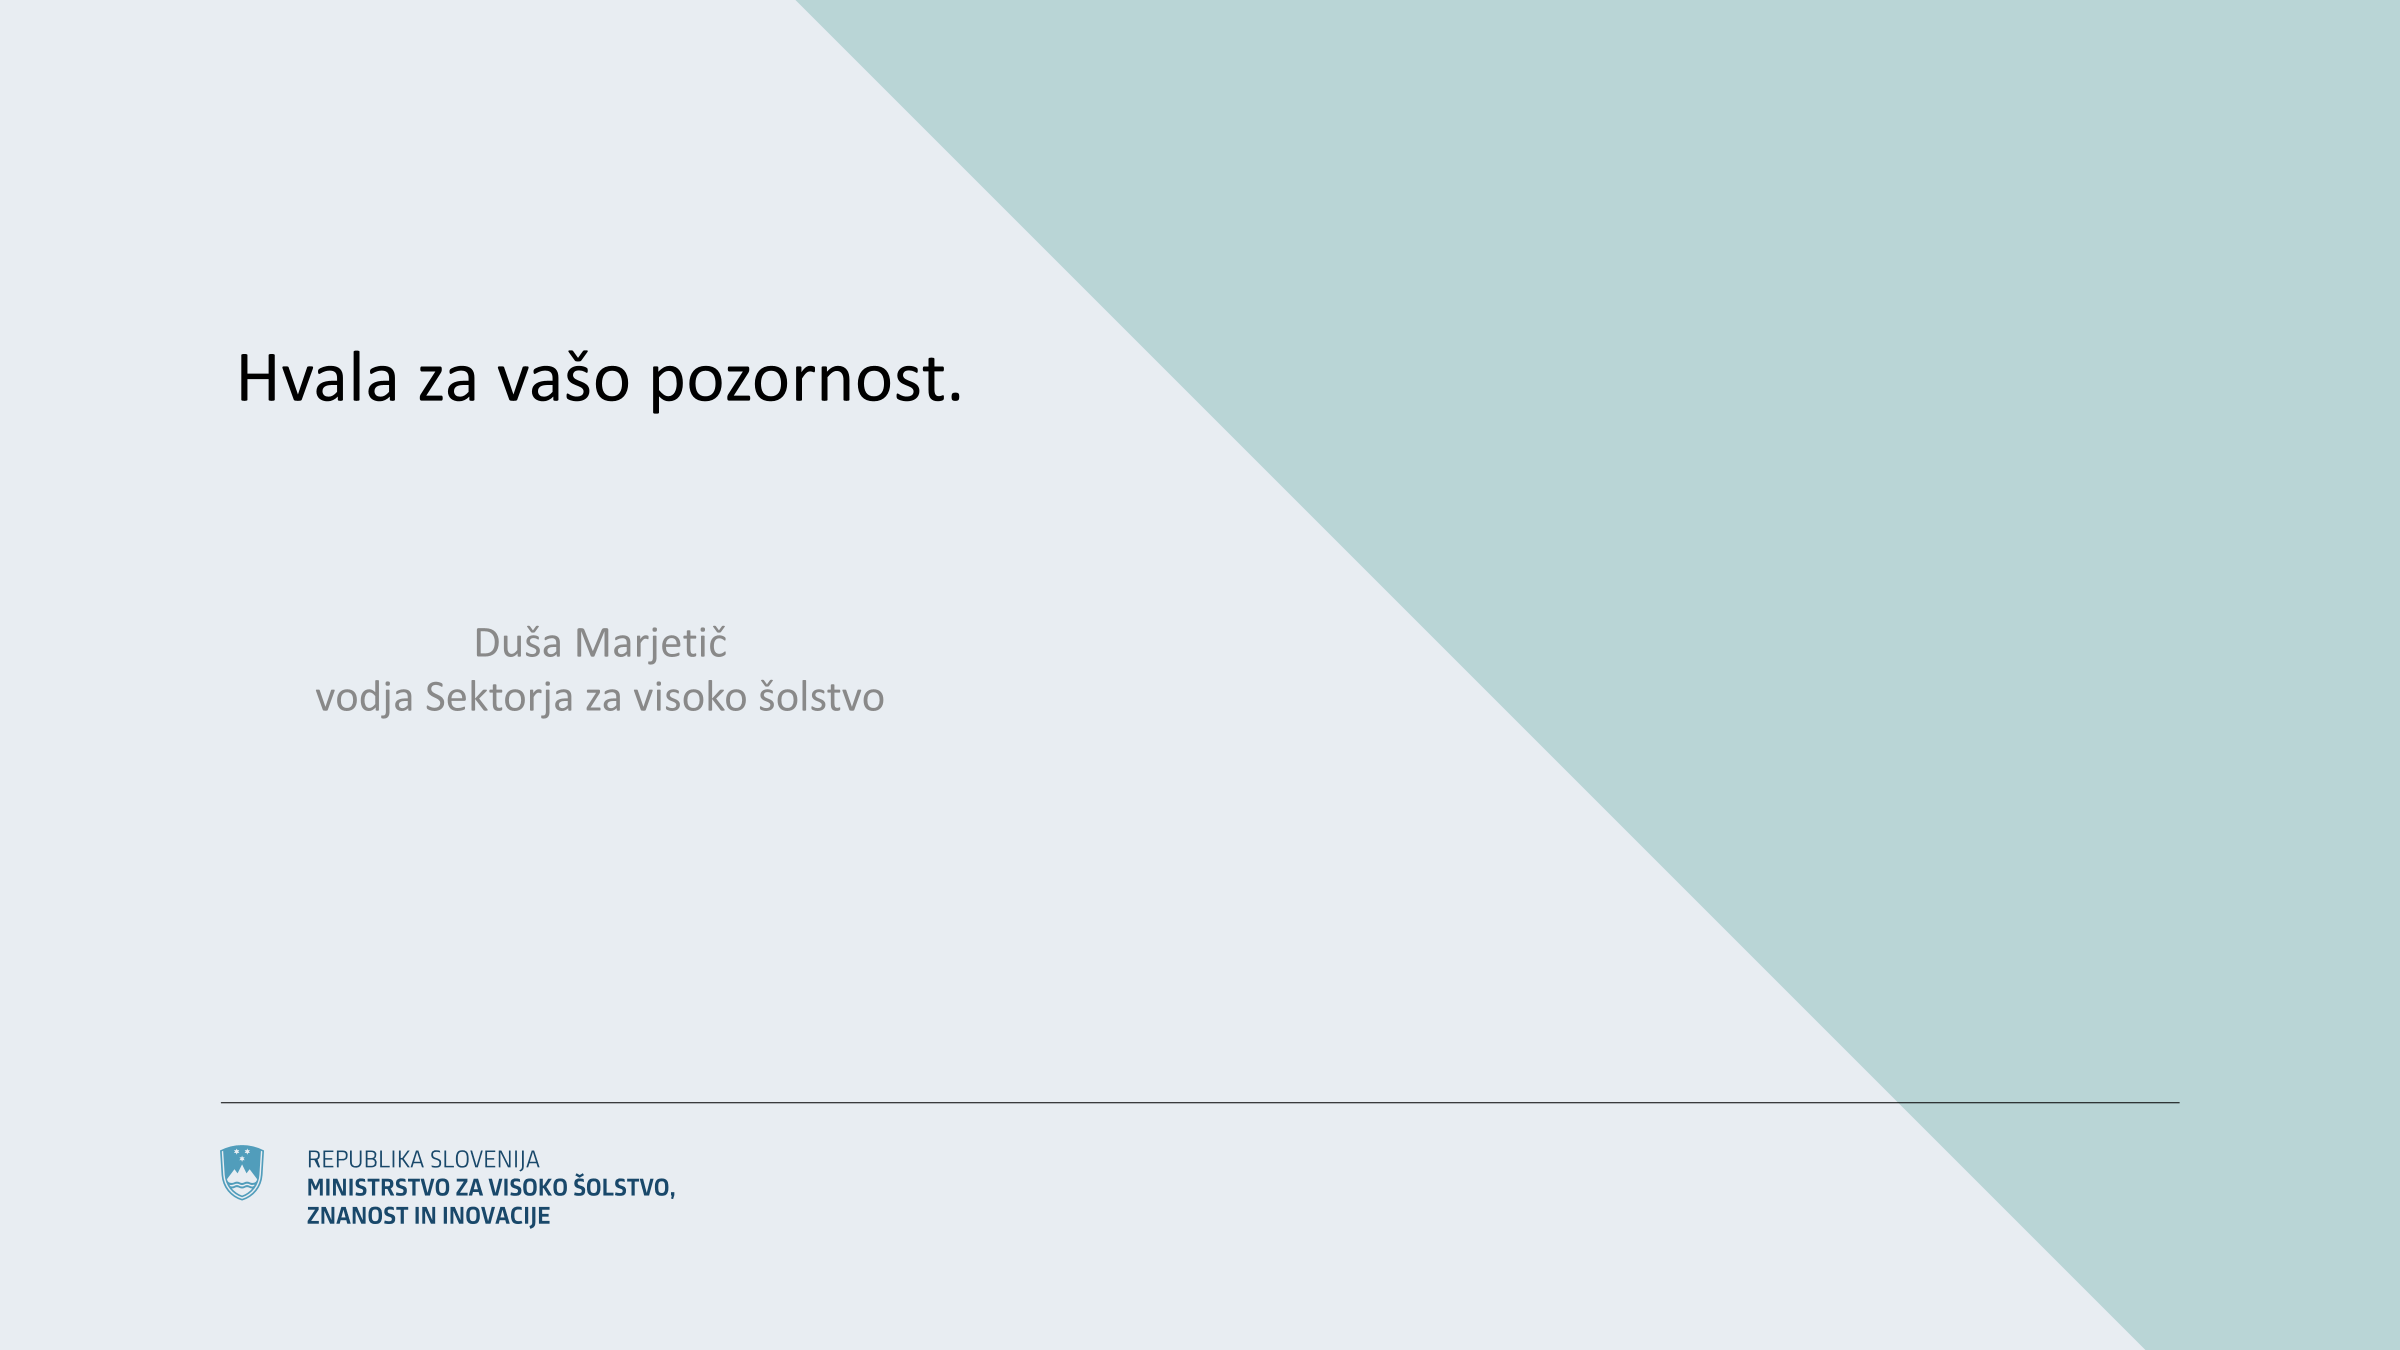 Hvala za vašo pozornost.
Duša Marjetič
vodja Sektorja za visoko šolstvo
REPUBLIKA SLOVENIJA
MINISTRSTVO ZA VISOKO ŠOLSTVO,
ZNANOST IN INOVACIJE